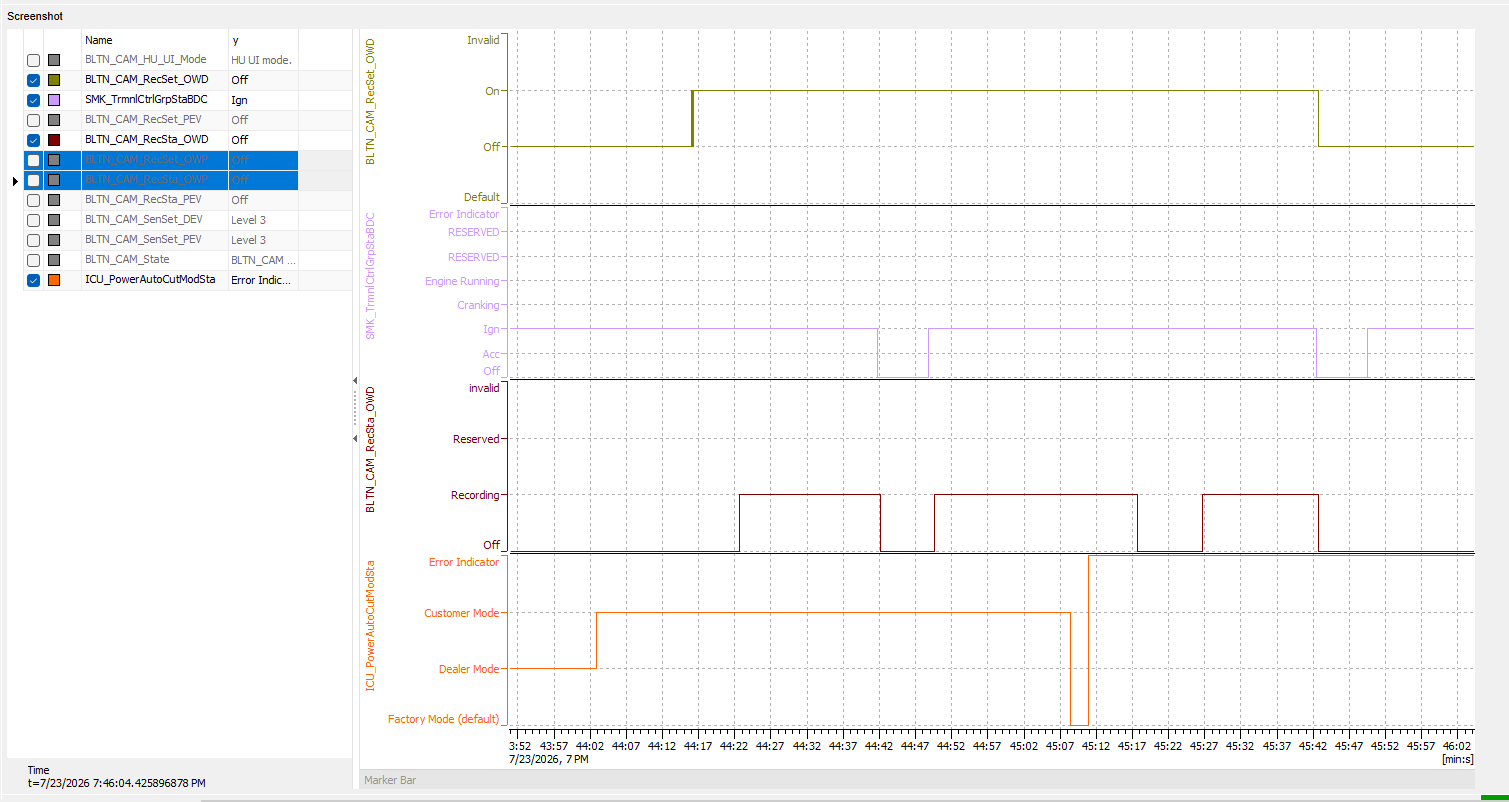 Screenshot
Name y
BLTN_CAM_HU_UI_Mode HU UI mode.
BLTN_CAM_RecSet_OWD Off
SMK_TrmnlCtrlGrpStaBDC Ign
BLTN_CAM_RecSet_PEV Off
BLTN_CAM_RecSta_OWD Off
BLTN_CAM_RecSet_OWP Off
BLTN_CAM_RecSta_OWP Off
BLTN_CAM_RecSta_PEV Off
BLTN_CAM_SenSet_DEV Level 3
BLTN_CAM_SenSet_PEV Level 3
BLTN_CAM_State BLTN_CAM ...
ICU_PowerAutoCutModSta Error Indic...
Time
t=7/23/2026 7:46:04.425896878 PM
BLTN_CAM_RecSet_OWD
Invalid
On
Off
Default
SMK_TrmnlCtrlGrpStaBDC
Error Indicator
RESERVED
RESERVED
Engine Running
Cranking
Ign
Acc
Off
BLTN_CAM_RecSta_OWD
invalid
Reserved
Recording
Off
ICU_PowerAutoCutModSta
Error Indicator
Customer Mode
Dealer Mode
Factory Mode (default)
3:52 43:57 44:02 44:07 44:12 44:17 44:22 44:27 44:32 44:37 44:42 44:47 44:52 44:57 45:02 45:07 45:12 45:17 45:22 45:27 45:32 45:37 45:42 45:47 45:52 45:57 46:02
7/23/2026, 7 PM [min:s]
Marker Bar